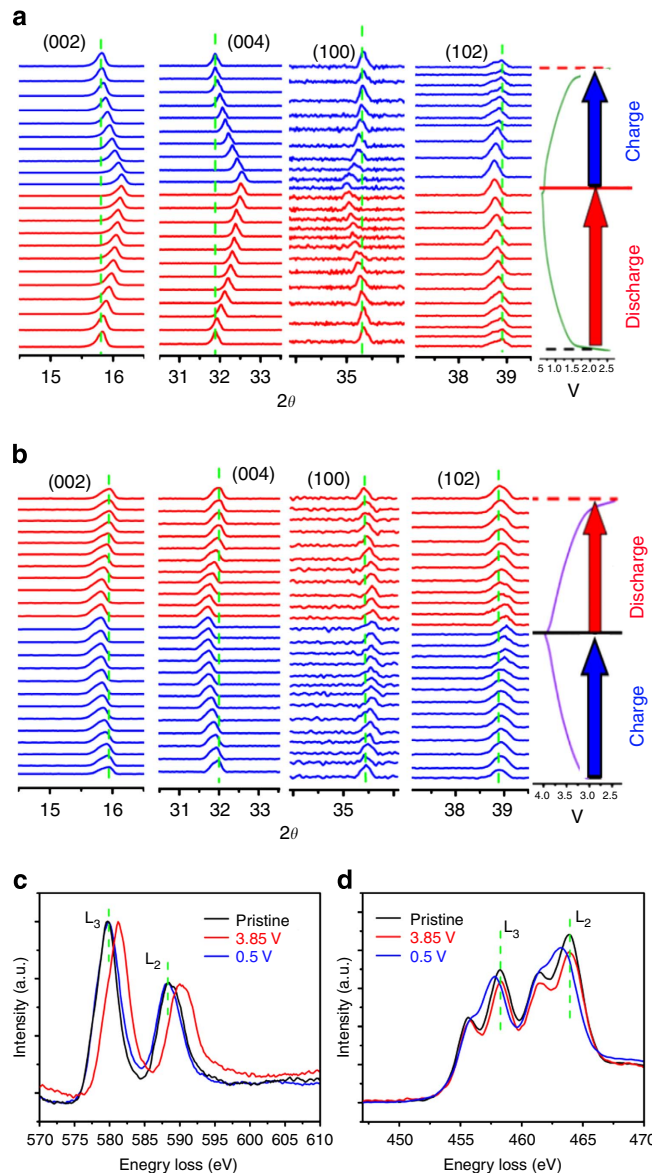 a
(002) (004) (100) (102)
Charge
Discharge
15 16 31 32 33 35 38 39
5 1.0 1.5 2.0 2.5
2θ
V
b
(002) (004) (100) (102)
Discharge
Charge
15 16 31 32 33 35 38 39
4.0 3.5 3.0 2.5
2θ
V
c
L3
L2
Pristine
3.85 V
0.5 V
Intensity (a.u.)
570 575 580 585 590 595 600 605 610
Enegry loss (eV)
d
Pristine
3.85 V
0.5 V
L3
L2
Intensity (a.u.)
450 455 460 465 470
Enegry loss (eV)